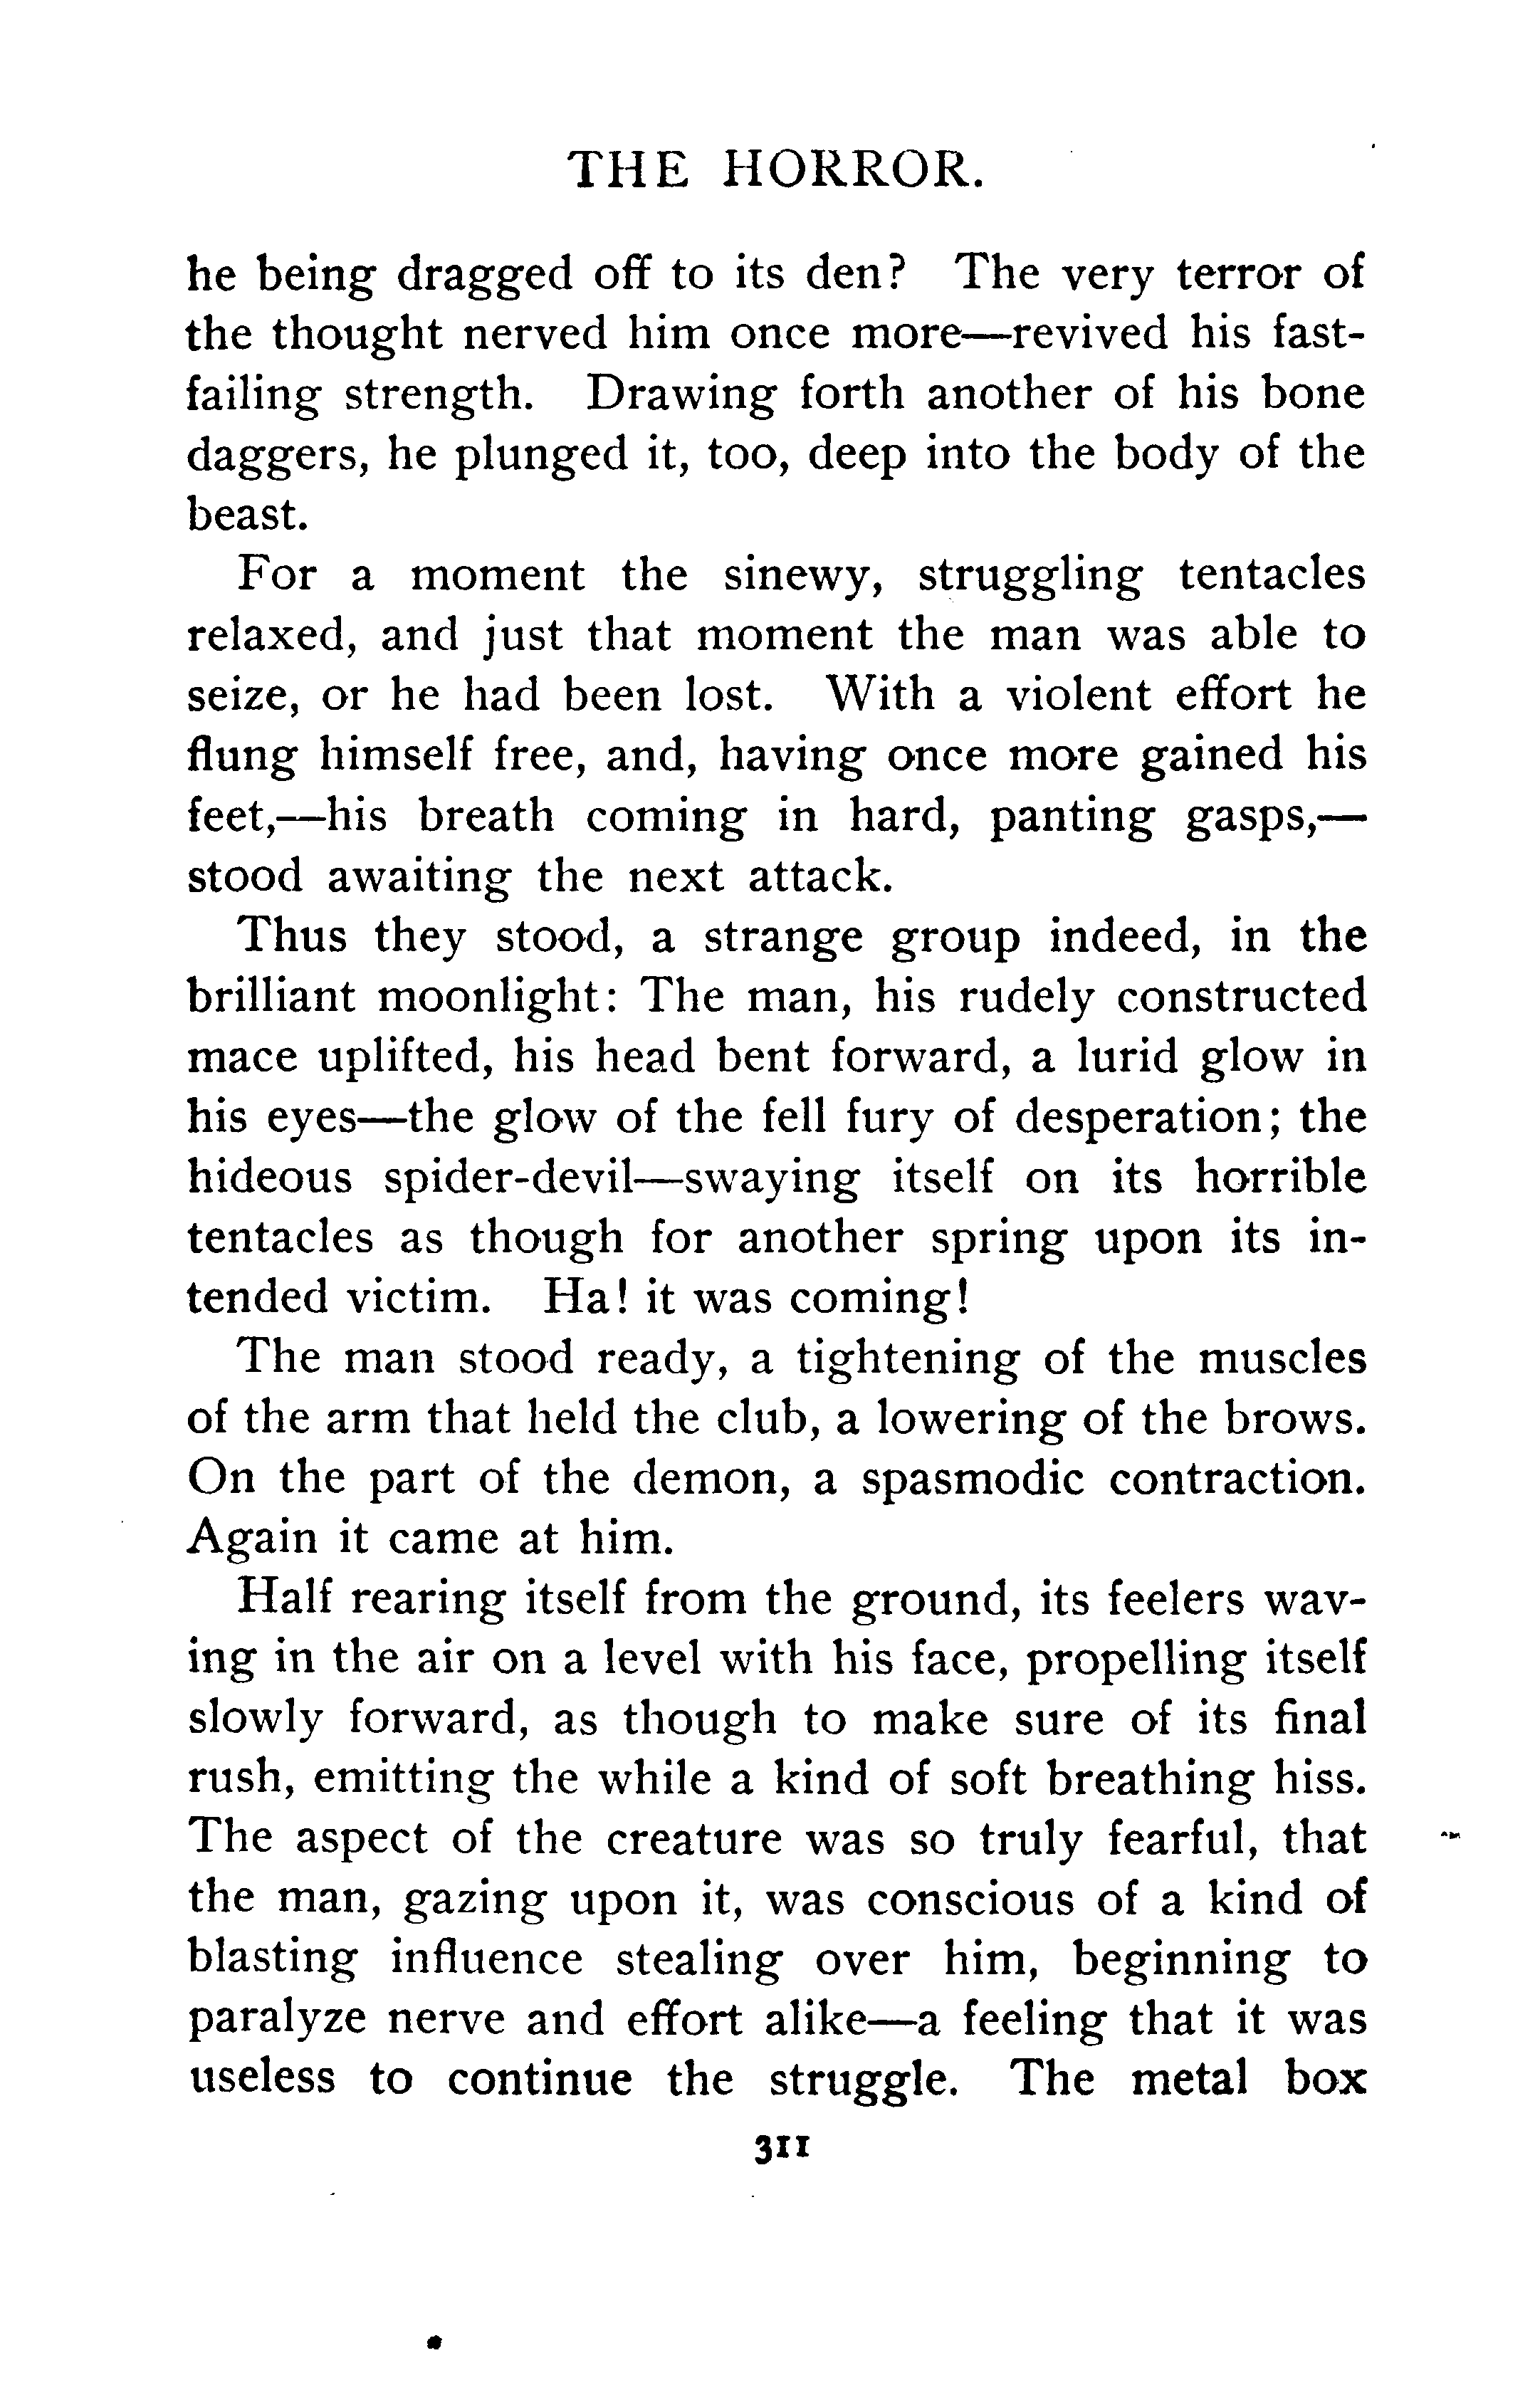 THE HORROR.
he being dragged off to its den? The very terror of
the thought nerved him once more—revived his fast-
failing strength. Drawing forth another of his bone
daggers, he plunged it, too, deep into the body of the
beast.
For a moment the sinewy, struggling tentacles
relaxed, and just that moment the man was able to
seize, or he had been lost. With a violent effort he
flung himself free, and, having once more gained his
feet,—his breath coming in hard, panting gasps,—
stood awaiting the next attack.
Thus they stood, a strange group indeed, in the
brilliant moonlight: The man, his rudely constructed
mace uplifted, his head bent forward, a lurid glow in
his eyes—the glow of the fell fury of desperation; the
hideous spider-devil—swaying itself on its horrible
tentacles as though for another spring upon its in-
tended victim. Ha! it was coming!
The man stood ready, a tightening of the muscles
of the arm that held the club, a lowering of the brows.
On the part of the demon, a spasmodic contraction.
Again it came at him.
Half rearing itself from the ground, its feelers wav-
ing in the air on a level with his face, propelling itself
slowly forward, as though to make sure of its final
rush, emitting the while a kind of soft breathing hiss.
The aspect of the creature was so truly fearful, that
the man, gazing upon it, was conscious of a kind of
blasting influence stealing over him, beginning to
paralyze nerve and effort alike—a feeling that it was
useless to continue the struggle. The metal box
311